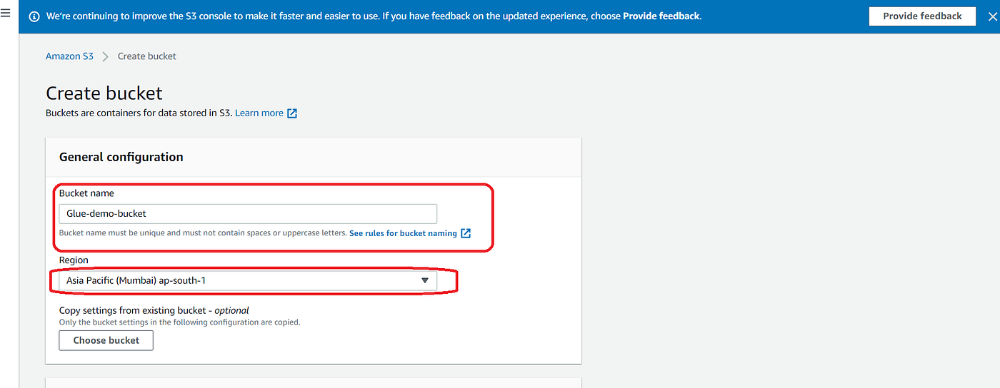 We're continuing to improve the S3 console to make it faster and easier to use. If you have feedback on the updated experience, choose Provide feedback.
Provide feedback
Amazon S3 > Create bucket
Create bucket
Buckets are containers for data stored in S3. Learn more
General configuration
Bucket name
Glue-demo-bucket
Bucket name must be unique and must not contain spaces or uppercase letters. See rules for bucket naming
Region
Asia Pacific (Mumbai) ap-south-1
Copy settings from existing bucket - optional
Only the bucket settings in the following configuration are copied.
Choose bucket